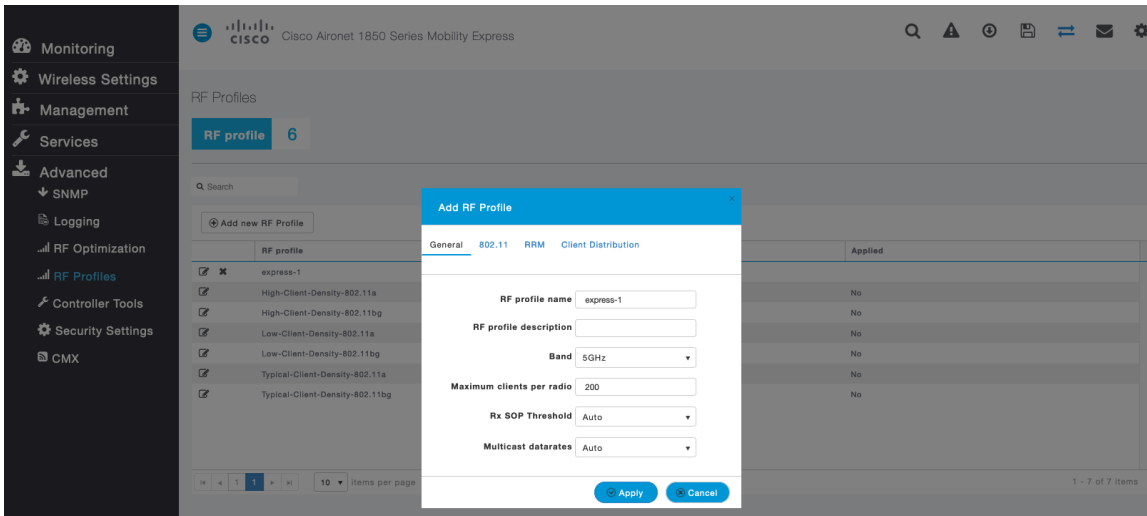 CISCO Cisco Aironet 1850 Series Mobility Express
Monitoring
Wireless Settings
Management
Services
Advanced
SNMP
Logging
RF Optimization
RF Profiles
Controller Tools
Security Settings
CMX
RF Profiles
RF profile 6
Search
Add new RF Profile
RF profile Applied
express-1
High-Client-Density-802.11a No
High-Client-Density-802.11bg No
Low-Client-Density-802.11a No
Low-Client-Density-802.11bg No
Typical-Client-Density-802.11a No
Typical-Client-Density-802.11bg No
1 1 10 items per page 1 - 7 of 7 items
Add RF Profile
General 802.11 RRM Client Distribution
RF profile name express-1
RF profile description
Band 5GHz
Maximum clients per radio 200
Rx SOP Threshold Auto
Multicast datarates Auto
Apply Cancel